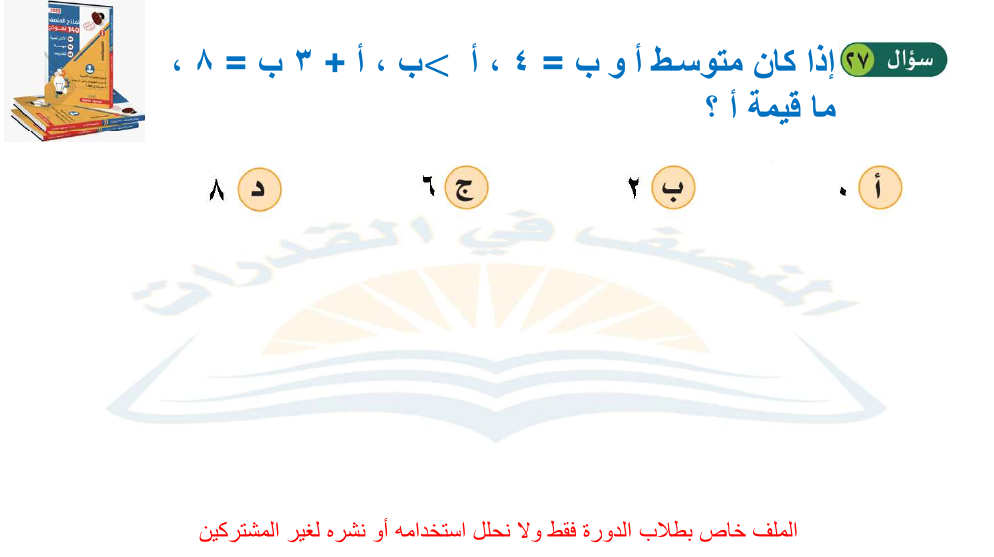 سؤال ٢٧ إذا كان متوسط أ و ب = ٤ ، أ > ب ، أ + ٣ ب = ٨ ،
ما قيمة أ ؟
أ ٠ ب ٢ ج ٦ د ٨
المنصف في القدرات
الملف خاص بطلاب الدورة فقط ولا نحلل استخدامه أو نشره لغير المشتركين